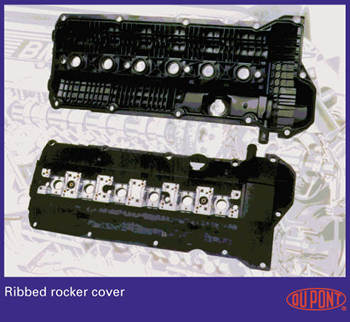 Ribbed rocker cover
DU PONT